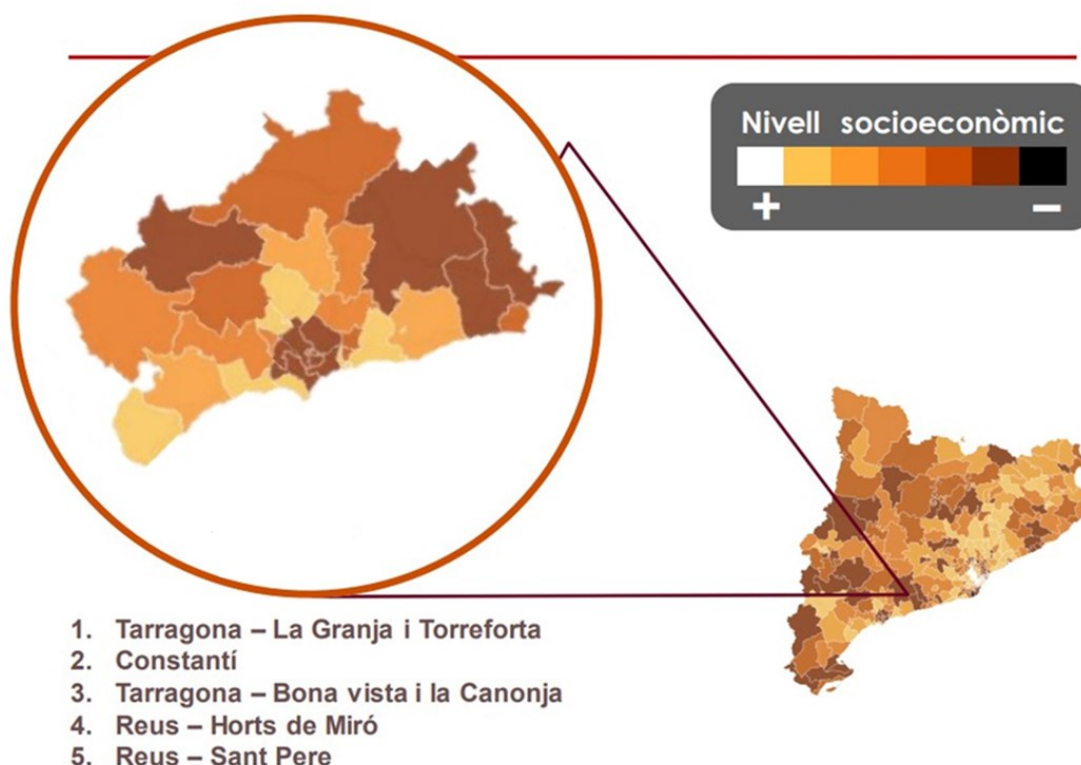 Nivell socioeconòmic
+ −
1. Tarragona – La Granja i Torreforta
2. Constantí
3. Tarragona – Bona vista i la Canonja
4. Reus – Horts de Miró
5. Reus – Sant Pere